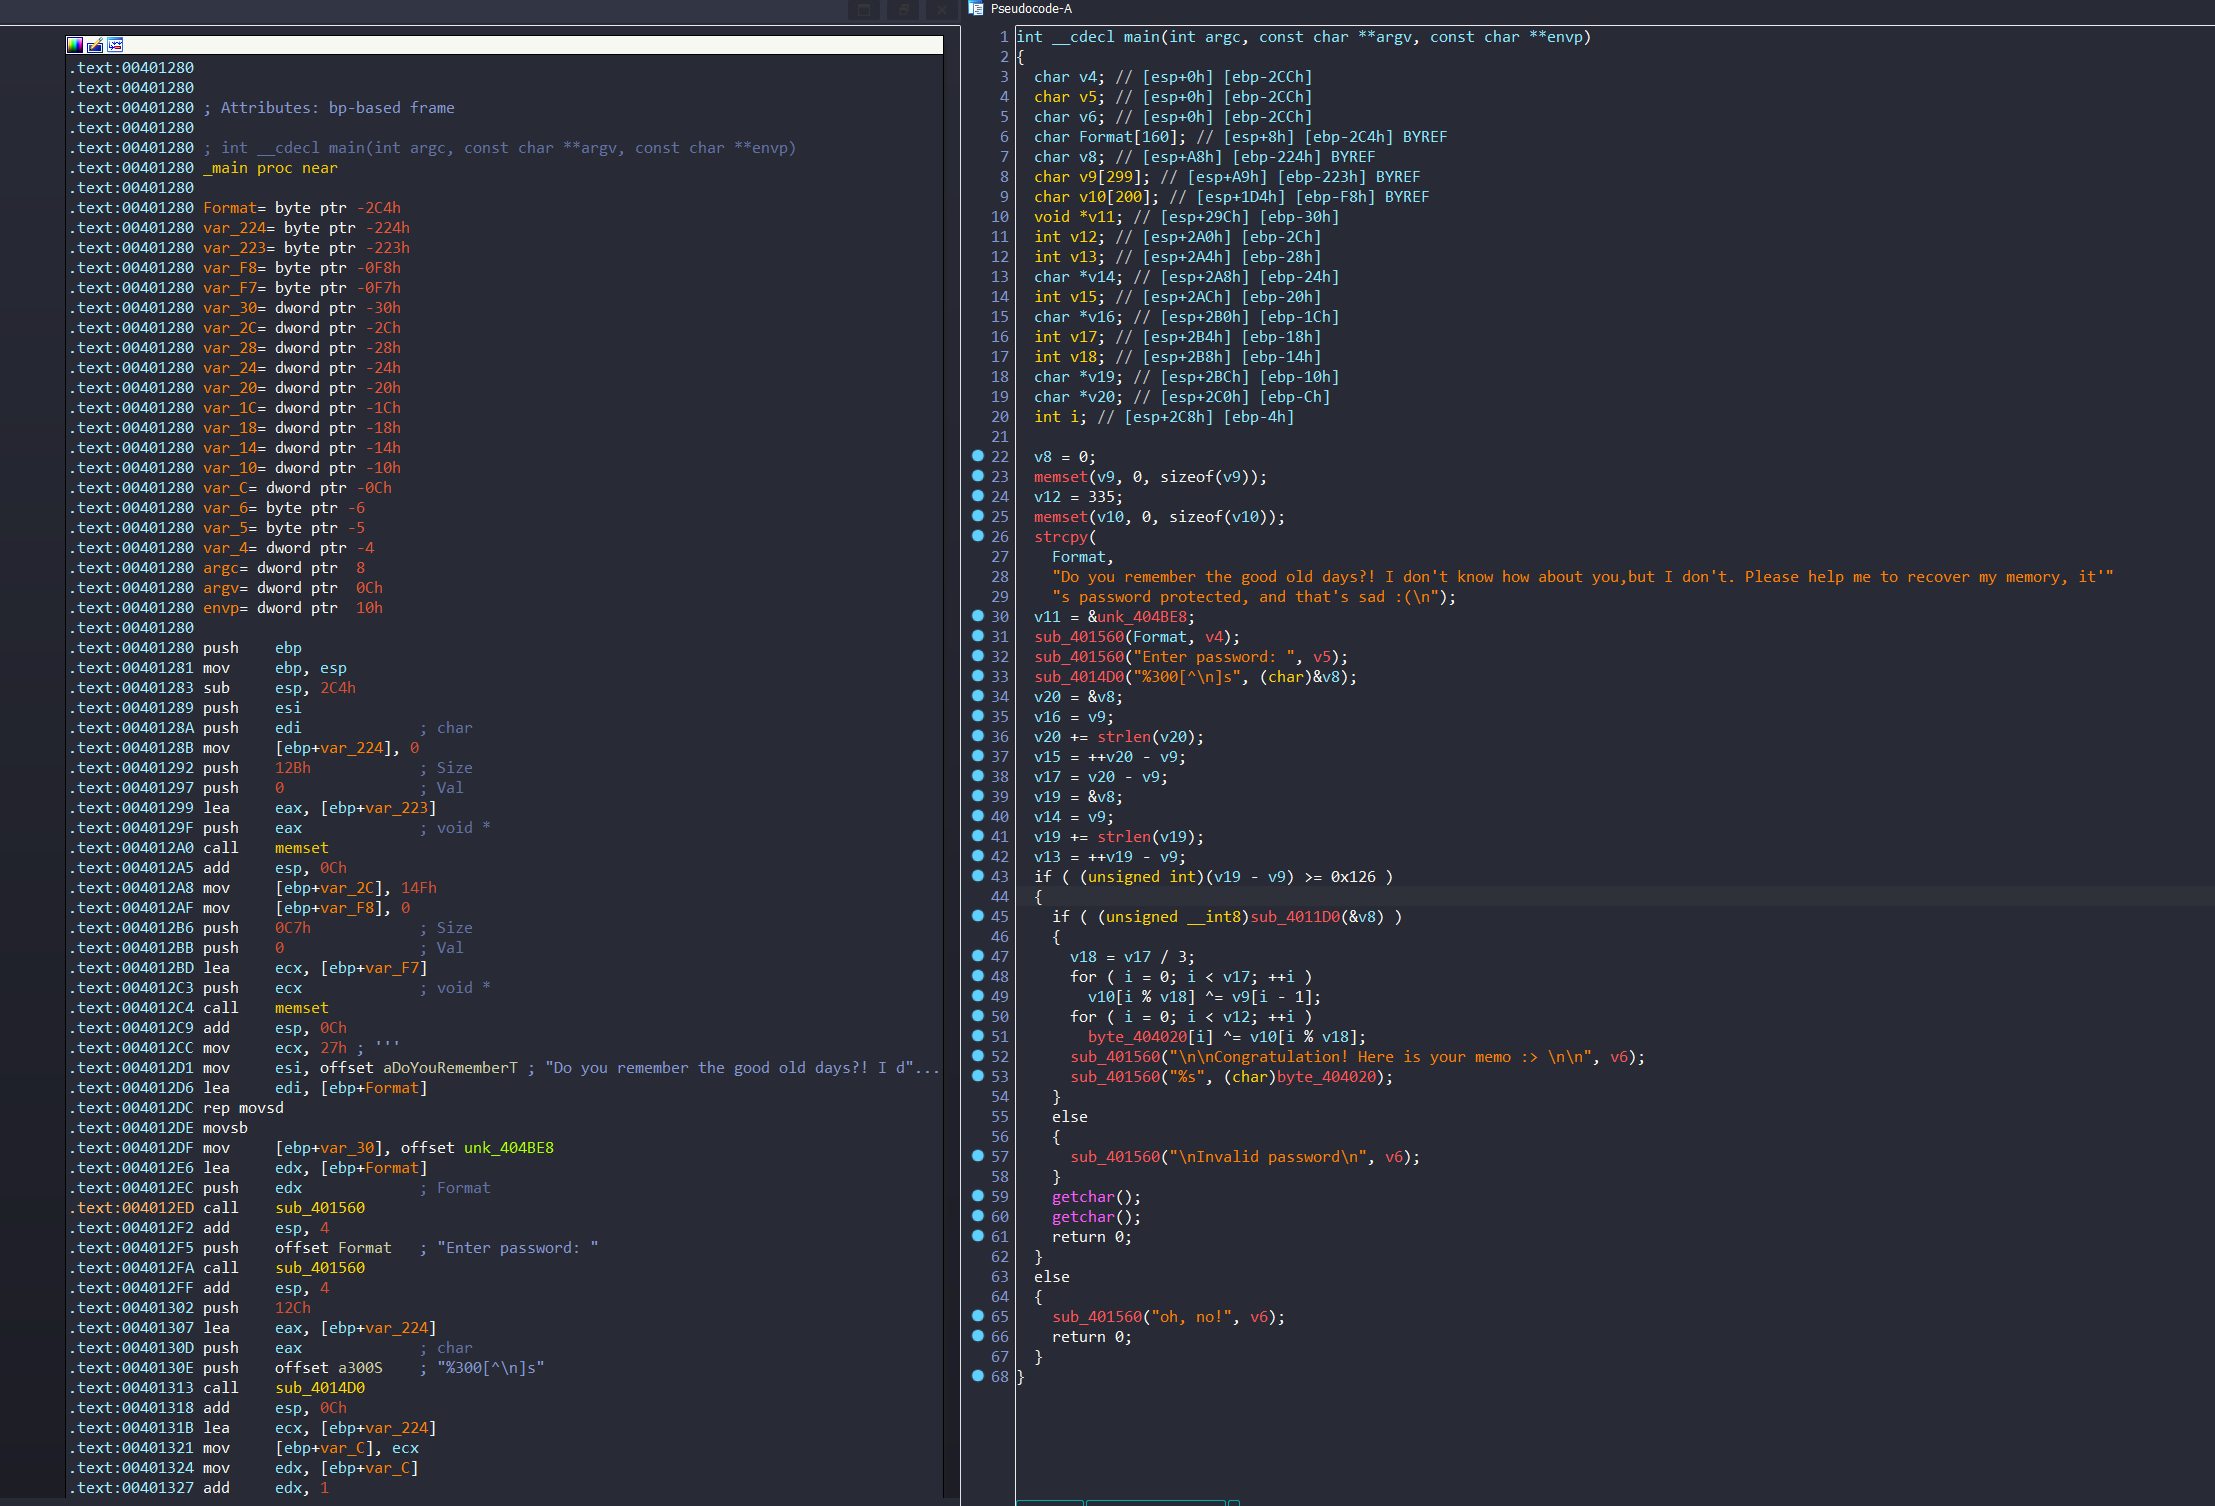 .text:00401280
.text:00401280
.text:00401280 ; Attributes: bp-based frame
.text:00401280
.text:00401280 ; int __cdecl main(int argc, const char **argv, const char **envp)
.text:00401280 _main proc near
.text:00401280
.text:00401280 Format= byte ptr -2C4h
.text:00401280 var_224= byte ptr -224h
.text:00401280 var_223= byte ptr -223h
.text:00401280 var_F8= byte ptr -0F8h
.text:00401280 var_F7= byte ptr -0F7h
.text:00401280 var_30= dword ptr -30h
.text:00401280 var_2C= dword ptr -2Ch
.text:00401280 var_28= dword ptr -28h
.text:00401280 var_24= dword ptr -24h
.text:00401280 var_20= dword ptr -20h
.text:00401280 var_1C= dword ptr -1Ch
.text:00401280 var_18= dword ptr -18h
.text:00401280 var_14= dword ptr -14h
.text:00401280 var_10= dword ptr -10h
.text:00401280 var_C= dword ptr -0Ch
.text:00401280 var_6= byte ptr -6
.text:00401280 var_5= byte ptr -5
.text:00401280 var_4= dword ptr -4
.text:00401280 argc= dword ptr  8
.text:00401280 argv= dword ptr  0Ch
.text:00401280 envp= dword ptr  10h
.text:00401280
.text:00401280 push    ebp
.text:00401281 mov     ebp, esp
.text:00401283 sub     esp, 2C4h
.text:00401289 push    esi
.text:0040128A push    edi             ; char
.text:0040128B mov     [ebp+var_224], 0
.text:00401292 push    12Bh            ; Size
.text:00401297 push    0               ; Val
.text:00401299 lea     eax, [ebp+var_223]
.text:0040129F push    eax             ; void *
.text:004012A0 call    memset
.text:004012A5 add     esp, 0Ch
.text:004012A8 mov     [ebp+var_2C], 14Fh
.text:004012AF mov     [ebp+var_F8], 0
.text:004012B6 push    0C7h            ; Size
.text:004012BB push    0               ; Val
.text:004012BD lea     ecx, [ebp+var_F7]
.text:004012C3 push    ecx             ; void *
.text:004012C4 call    memset
.text:004012C9 add     esp, 0Ch
.text:004012CC mov     ecx, 27h ; '''
.text:004012D1 mov     esi, offset aDoYouRememberT ; "Do you remember the good old days?! I d"...
.text:004012D6 lea     edi, [ebp+Format]
.text:004012DC rep movsd
.text:004012DE movsb
.text:004012DF mov     [ebp+var_30], offset unk_404BE8
.text:004012E6 lea     edx, [ebp+Format]
.text:004012EC push    edx             ; Format
.text:004012ED call    sub_401560
.text:004012F2 add     esp, 4
.text:004012F5 push    offset Format   ; "Enter password: "
.text:004012FA call    sub_401560
.text:004012FF add     esp, 4
.text:00401302 push    12Ch
.text:00401307 lea     eax, [ebp+var_224]
.text:0040130D push    eax             ; char
.text:0040130E push    offset a300S    ; "%300[^\n]s"
.text:00401313 call    sub_4014D0
.text:00401318 add     esp, 0Ch
.text:0040131B lea     ecx, [ebp+var_224]
.text:00401321 mov     [ebp+var_C], ecx
.text:00401324 mov     edx, [ebp+var_C]
.text:00401327 add     edx, 1
Pseudocode-A
1 int __cdecl main(int argc, const char **argv, const char **envp)
2 {
3   char v4; // [esp+0h] [ebp-2CCh]
4   char v5; // [esp+0h] [ebp-2CCh]
5   char v6; // [esp+0h] [ebp-2CCh]
6   char Format[160]; // [esp+8h] [ebp-2C4h] BYREF
7   char v8; // [esp+A8h] [ebp-224h] BYREF
8   char v9[299]; // [esp+A9h] [ebp-223h] BYREF
9   char v10[200]; // [esp+1D4h] [ebp-F8h] BYREF
10   void *v11; // [esp+29Ch] [ebp-30h]
11   int v12; // [esp+2A0h] [ebp-2Ch]
12   int v13; // [esp+2A4h] [ebp-28h]
13   char *v14; // [esp+2A8h] [ebp-24h]
14   int v15; // [esp+2ACh] [ebp-20h]
15   char *v16; // [esp+2B0h] [ebp-1Ch]
16   int v17; // [esp+2B4h] [ebp-18h]
17   int v18; // [esp+2B8h] [ebp-14h]
18   char *v19; // [esp+2BCh] [ebp-10h]
19   char *v20; // [esp+2C0h] [ebp-Ch]
20   int i; // [esp+2C8h] [ebp-4h]
21
22   v8 = 0;
23   memset(v9, 0, sizeof(v9));
24   v12 = 335;
25   memset(v10, 0, sizeof(v10));
26   strcpy(
27     Format,
28     "Do you remember the good old days?! I don't know how about you,but I don't. Please help me to recover my memory, it'"
29     "s password protected, and that's sad :(\n");
30   v11 = &unk_404BE8;
31   sub_401560(Format, v4);
32   sub_401560("Enter password: ", v5);
33   sub_4014D0("%300[^\n]s", (char)&v8);
34   v20 = &v8;
35   v16 = v9;
36   v20 += strlen(v20);
37   v15 = ++v20 - v9;
38   v17 = v20 - v9;
39   v19 = &v8;
40   v14 = v9;
41   v19 += strlen(v19);
42   v13 = ++v19 - v9;
43   if ( (unsigned int)(v19 - v9) >= 0x126 )
44   {
45     if ( (unsigned __int8)sub_4011D0(&v8) )
46     {
47       v18 = v17 / 3;
48       for ( i = 0; i < v17; ++i )
49         v10[i % v18] ^= v9[i - 1];
50       for ( i = 0; i < v12; ++i )
51         byte_404020[i] ^= v10[i % v18];
52       sub_401560("\n\nCongratulation! Here is your memo :> \n\n", v6);
53       sub_401560("%s", (char)byte_404020);
54     }
55     else
56     {
57       sub_401560("\nInvalid password\n", v6);
58     }
59     getchar();
60     getchar();
61     return 0;
62   }
63   else
64   {
65     sub_401560("oh, no!", v6);
66     return 0;
67   }
68 }